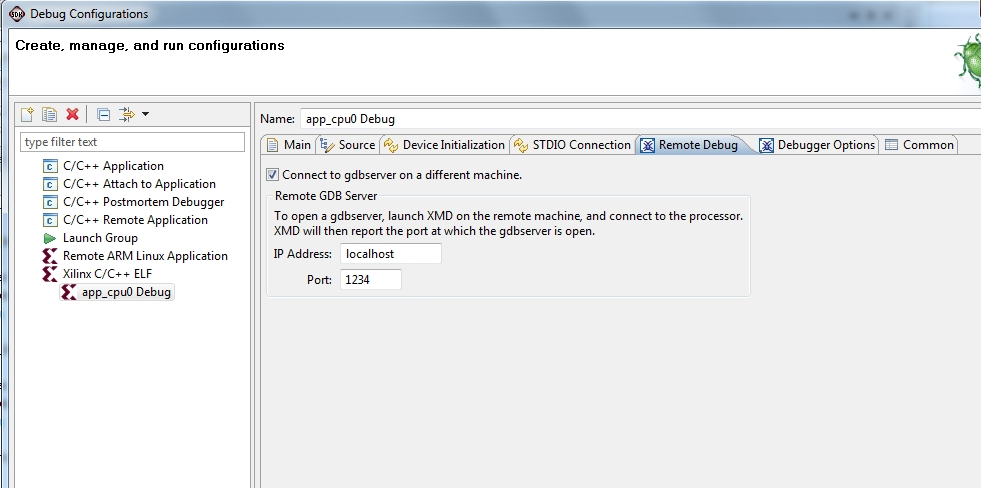 SDK Debug Configurations
Create, manage, and run configurations
type filter text
C/C++ Application
C/C++ Attach to Application
C/C++ Postmortem Debugger
C/C++ Remote Application
Launch Group
Remote ARM Linux Application
Xilinx C/C++ ELF
app_cpu0 Debug
Name: app_cpu0 Debug
Main Source Device Initialization STDIO Connection Remote Debug Debugger Options Common
Connect to gdbserver on a different machine.
Remote GDB Server
To open a gdbserver, launch XMD on the remote machine, and connect to the processor.
XMD will then report the port at which the gdbserver is open.
IP Address: localhost
Port: 1234